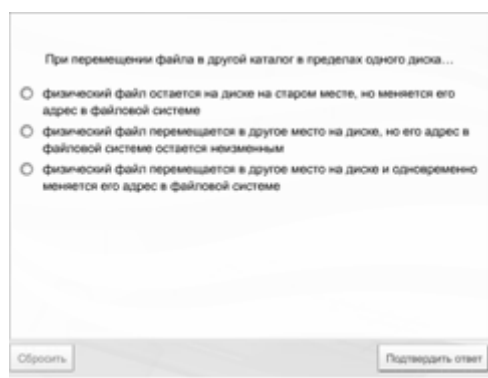 При перемещении файла в другой каталог в пределах одного диска...
физический файл остается на диске на старом месте, но меняется его
адрес в файловой системе
физический файл перемещается в другое место на диске, но его адрес в
файловой системе остается неизменным
физический файл перемещается в другое место на диске и одновременно
меняется его адрес в файловой системе
Сбросить
Подтвердить ответ